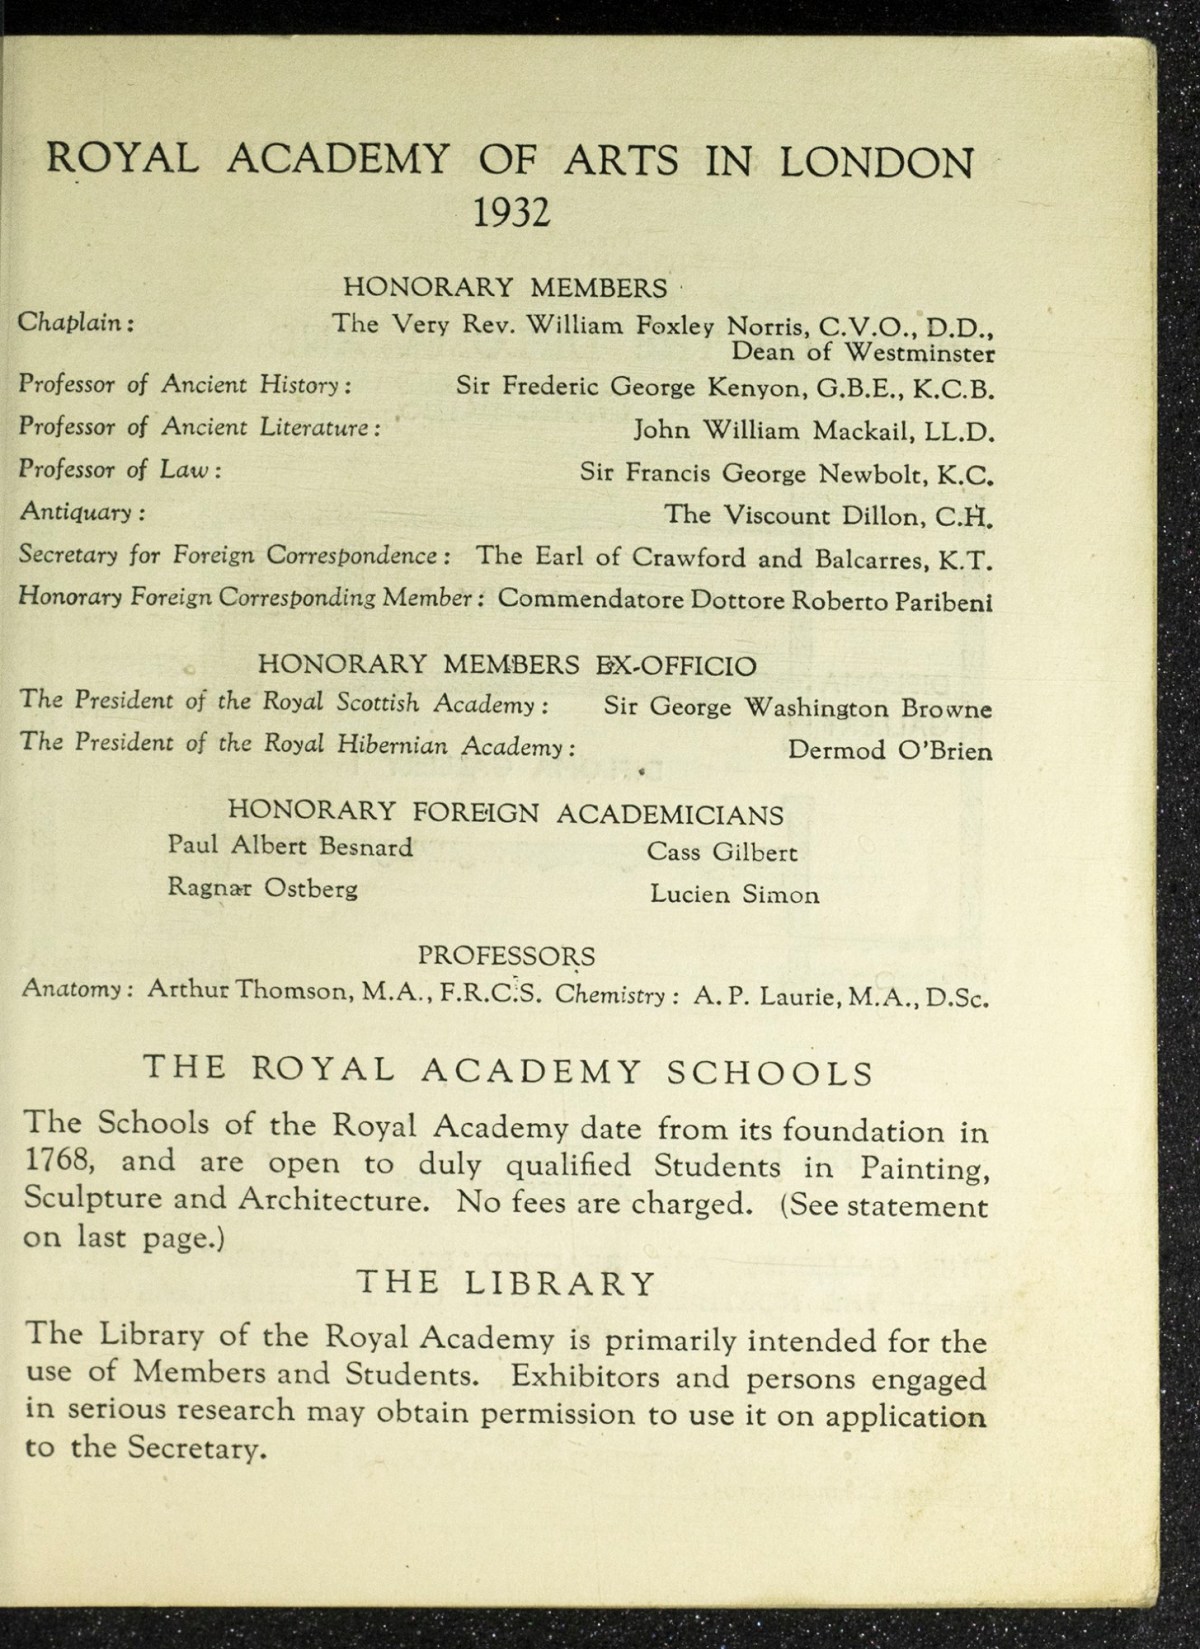 ROYAL ACADEMY OF ARTS IN LONDON
1932
HONORARY MEMBERS
Chaplain: The Very Rev. William Foxley Norris, C.V.O., D.D.,
Dean of Westminster
Professor of Ancient History: Sir Frederic George Kenyon, G.B.E., K.C.B.
Professor of Ancient Literature: John William Mackail, LL.D.
Professor of Law: Sir Francis George Newbolt, K.C.
Antiquary: The Viscount Dillon, C.H.
Secretary for Foreign Correspondence: The Earl of Crawford and Balcarres, K.T.
Honorary Foreign Corresponding Member: Commendatore Dottore Roberto Paribeni
HONORARY MEMBERS EX-OFFICIO
The President of the Royal Scottish Academy: Sir George Washington Browne
The President of the Royal Hibernian Academy: Dermod O'Brien
HONORARY FOREIGN ACADEMICIANS
Paul Albert Besnard Cass Gilbert
Ragnar Ostberg Lucien Simon
PROFESSORS
Anatomy: Arthur Thomson, M.A., F.R.C.S. Chemistry: A. P. Laurie, M.A., D.Sc.
THE ROYAL ACADEMY SCHOOLS
The Schools of the Royal Academy date from its foundation in
1768, and are open to duly qualified Students in Painting,
Sculpture and Architecture. No fees are charged. (See statement
on last page.)
THE LIBRARY
The Library of the Royal Academy is primarily intended for the
use of Members and Students. Exhibitors and persons engaged
in serious research may obtain permission to use it on application
to the Secretary.